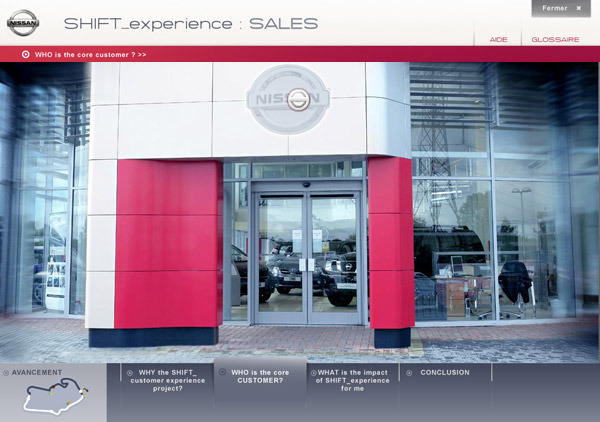 Fermer ×
NISSAN
SHIFT_experience : SALES
AIDE
GLOSSAIRE
WHO is the core customer ? >>
NISSAN
AVANCEMENT
WHY the SHIFT_
customer experience
project?
WHO is the core
CUSTOMER?
WHAT is the impact
of SHIFT_experience
for me
CONCLUSION